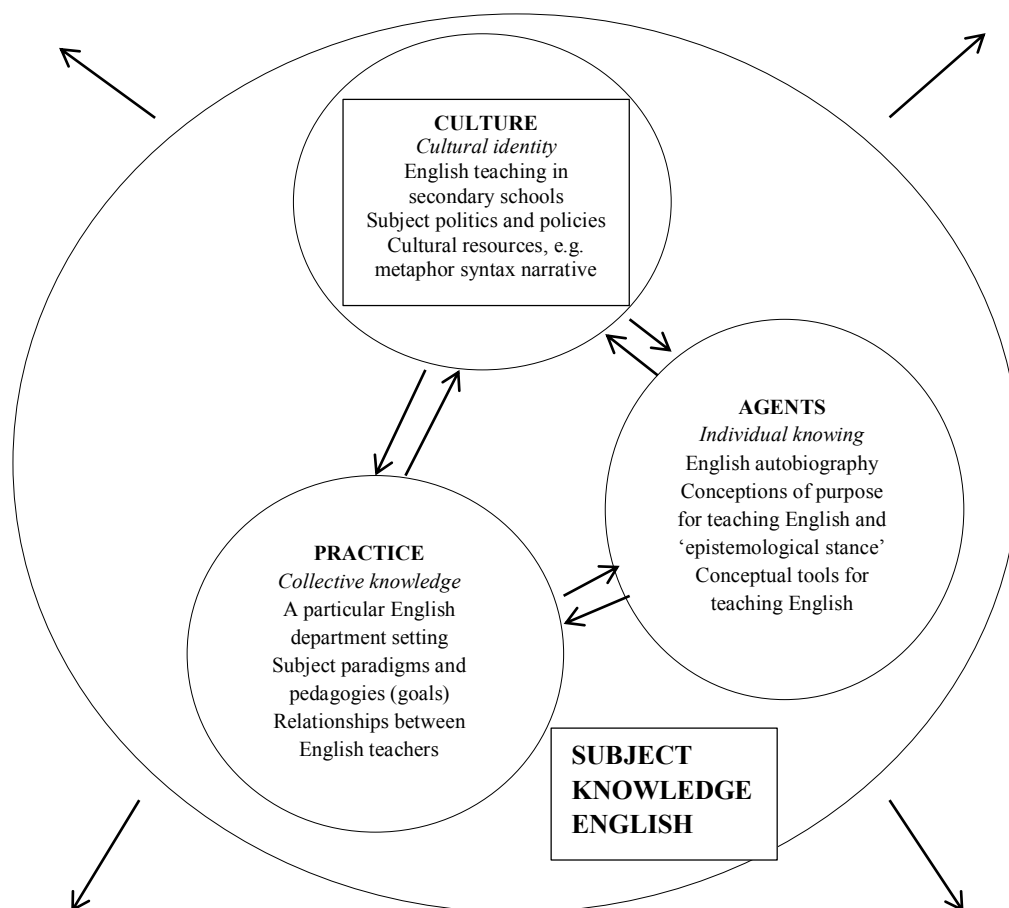 CULTURE
Cultural identity
English teaching in
secondary schools
Subject politics and policies
Cultural resources, e.g.
metaphor syntax narrative
AGENTS
Individual knowing
English autobiography
Conceptions of purpose
for teaching English and
‘epistemological stance’
Conceptual tools for
teaching English
PRACTICE
Collective knowledge
A particular English
department setting
Subject paradigms and
pedagogies (goals)
Relationships between
English teachers
SUBJECT
KNOWLEDGE
ENGLISH